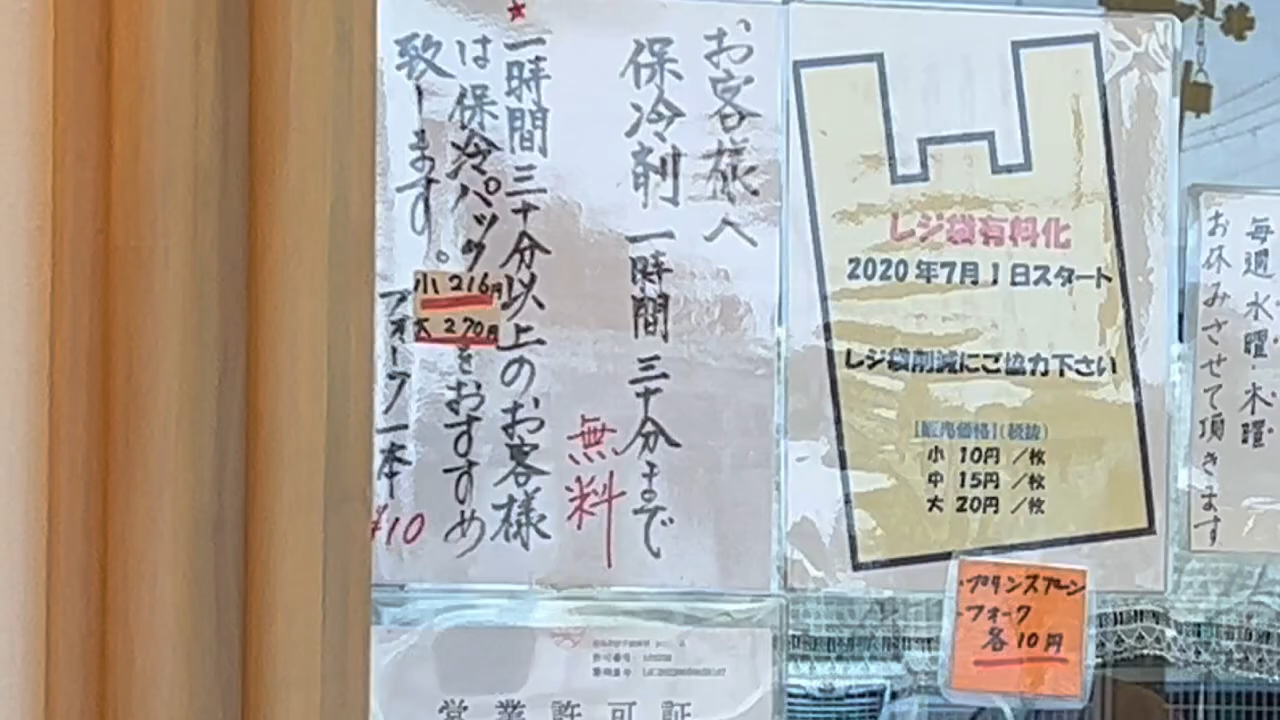 お客様へ
保冷剤 一時間三十分まで
無料
★
一時間三十分以上のお客様
は保冷パック
小 216円
大 270円
をおすすめ
致します。
フォーク一本
¥10
レジ袋有料化
2020年7月1日スタート
レジ袋削減にご協力下さい
【販売価格】(税抜)
小 10円 /枚
中 15円 /枚
大 20円 /枚
・プリンスプーン
・フォーク
各10円
毎週水曜・木曜
お休みさせて頂きます
営業許可証